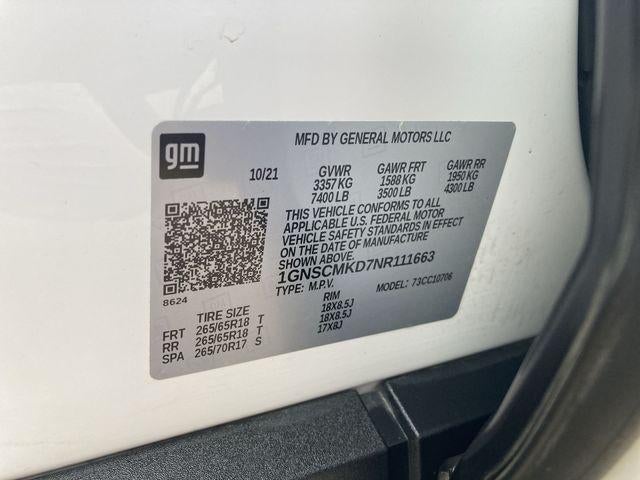 gm
MFD BY GENERAL MOTORS LLC
10/21
GVWR
3357 KG
7400 LB
GAWR FRT
1588 KG
3500 LB
GAWR RR
1950 KG
4300 LB
THIS VEHICLE CONFORMS TO ALL
APPLICABLE U.S. FEDERAL MOTOR
VEHICLE SAFETY STANDARDS IN EFFECT
ON THE DATE OF MANUFACTURE
SHOWN ABOVE.
1GNSCMKD7NR111663
TYPE: M.P.V. MODEL: 73CC10706
8624
TIRE SIZE RIM
FRT 265/65R18 T 18X8.5J
RR 265/65R18 T 18X8.5J
SPA 265/70R17 S 17X8J